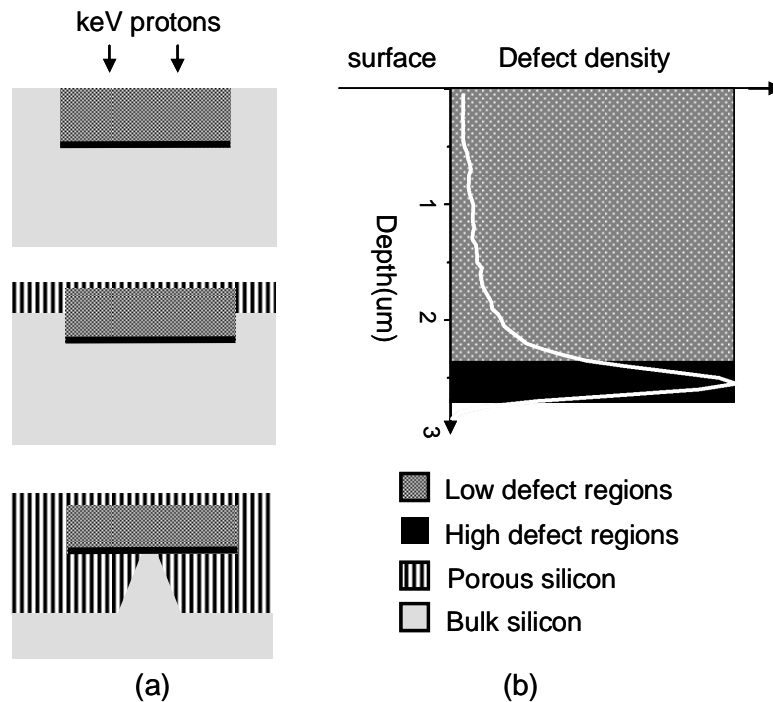 keV protons
surface
Defect density
1
2
3
Depth(um)
Low defect regions
High defect regions
Porous silicon
Bulk silicon
(a)
(b)